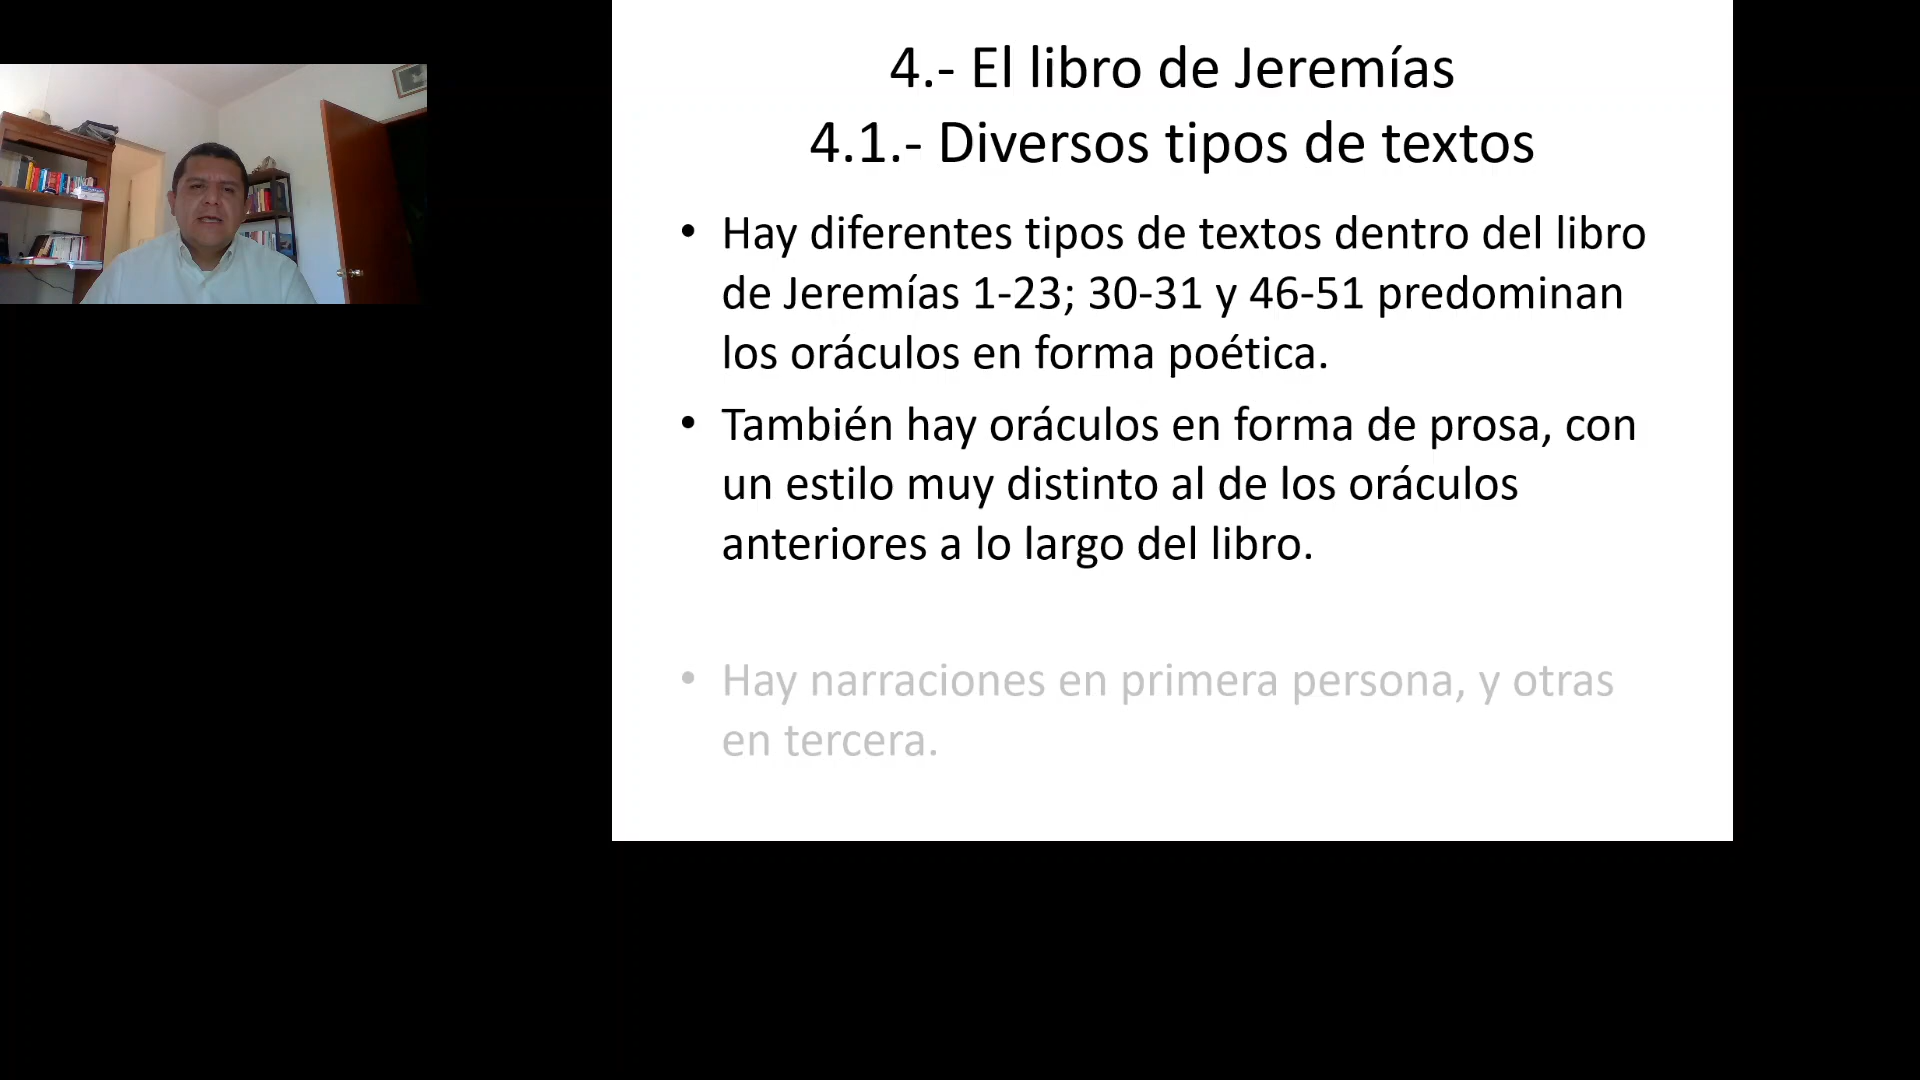 4.- El libro de Jeremías
4.1.- Diversos tipos de textos
• Hay diferentes tipos de textos dentro del libro
de Jeremías 1-23; 30-31 y 46-51 predominan
los oráculos en forma poética.
• También hay oráculos en forma de prosa, con
un estilo muy distinto al de los oráculos
anteriores a lo largo del libro.
• Hay narraciones en primera persona, y otras
en tercera.